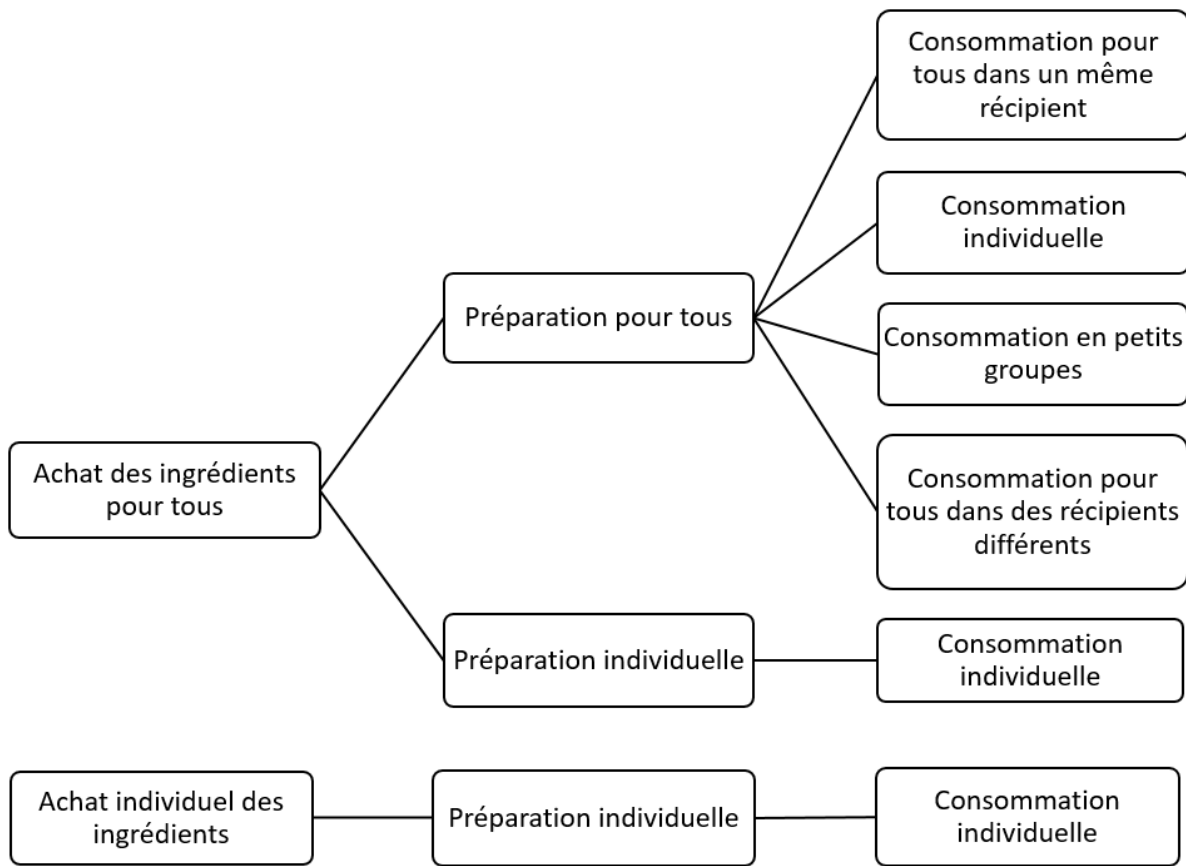 Consommation pour
tous dans un même
récipient
Consommation
individuelle
Préparation pour tous
Consommation en petits
groupes
Achat des ingrédients
pour tous
Consommation pour
tous dans des récipients
différents
Préparation individuelle
Consommation
individuelle
Achat individuel des
ingrédients
Préparation individuelle
Consommation
individuelle